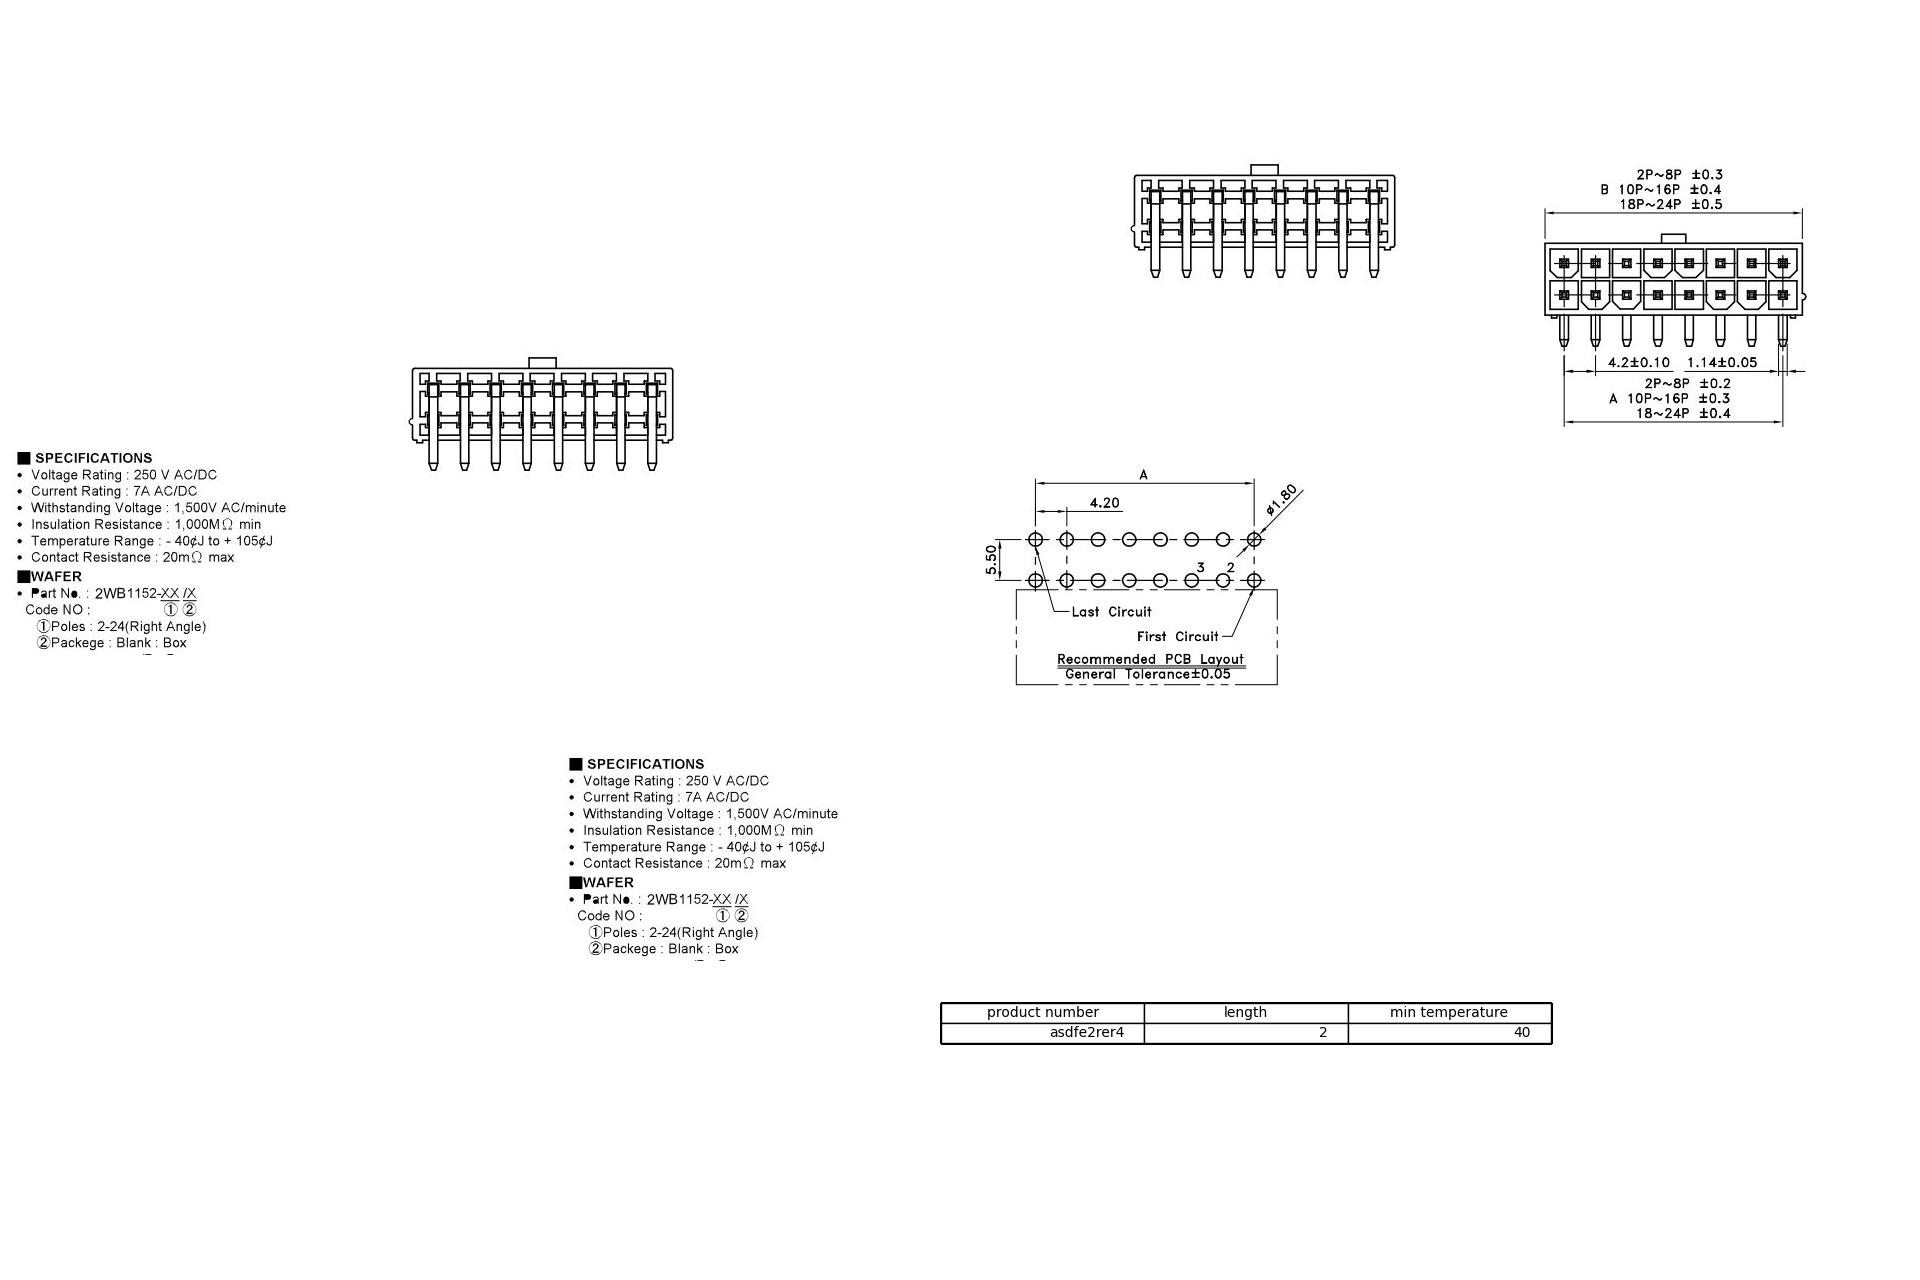 2P~8P ±0.3
B 10P~16P ±0.4
18P~24P ±0.5
4.2±0.10 1.14±0.05
2P~8P ±0.2
A 10P~16P ±0.3
18~24P ±0.4
■ SPECIFICATIONS
• Voltage Rating : 250 V AC/DC
• Current Rating : 7A AC/DC
• Withstanding Voltage : 1,500V AC/minute
• Insulation Resistance : 1,000MΩ min
• Temperature Range : - 40¢J to + 105¢J
• Contact Resistance : 20mΩ max
■WAFER
• Part No. : 2WB1152-XX /X
Code NO : ① ②
①Poles : 2-24(Right Angle)
②Packege : Blank : Box
A
4.20
ø1.80
5.50
3 2
Last Circuit
First Circuit
Recommended PCB Layout
General Tolerance±0.05
■ SPECIFICATIONS
• Voltage Rating : 250 V AC/DC
• Current Rating : 7A AC/DC
• Withstanding Voltage : 1,500V AC/minute
• Insulation Resistance : 1,000MΩ min
• Temperature Range : - 40¢J to + 105¢J
• Contact Resistance : 20mΩ max
■WAFER
• Part No. : 2WB1152-XX /X
Code NO : ① ②
①Poles : 2-24(Right Angle)
②Packege : Blank : Box
product number length min temperature
asdfe2rer4 2 40